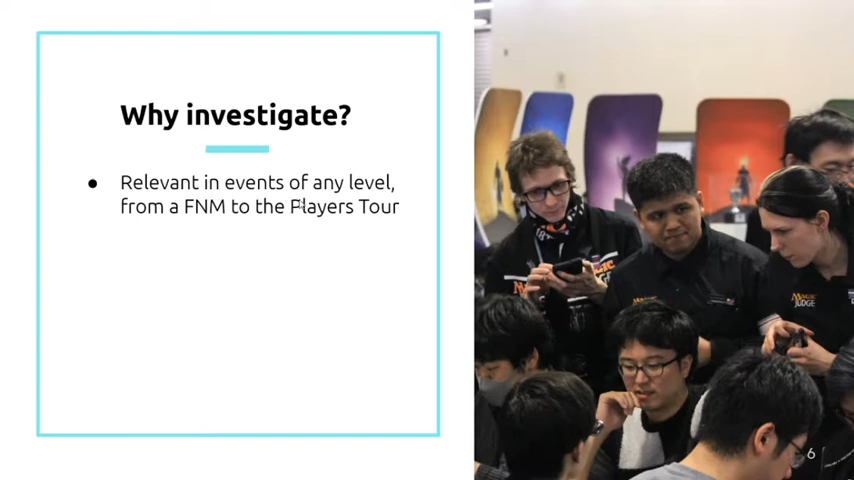 Why investigate?
● Relevant in events of any level,
from a FNM to the Players Tour
MAGIC
JUDGE
MAGIC
JUDGE
6